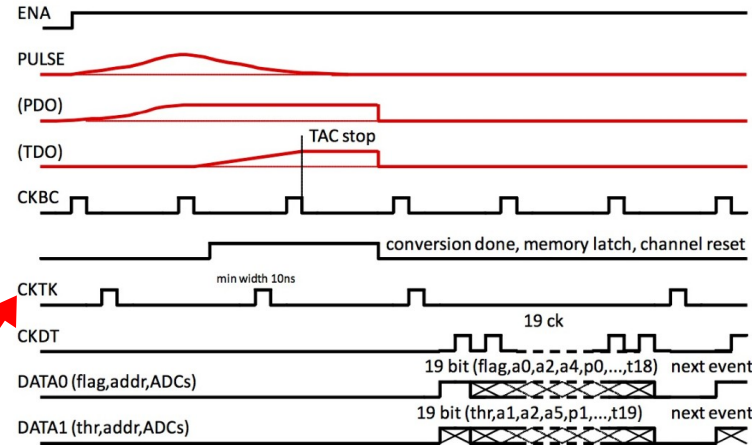 ENA
PULSE
(PDO)
TAC stop
(TDO)
CKBC
conversion done, memory latch, channel reset
min width 10ns
CKTK
19 ck
CKDT
19 bit (flag,a0,a2,a4,p0,...,t18) next event
DATA0 (flag,addr,ADCs)
19 bit (thr,a1,a2,a5,p1,...,t19) next event
DATA1 (thr,addr,ADCs)